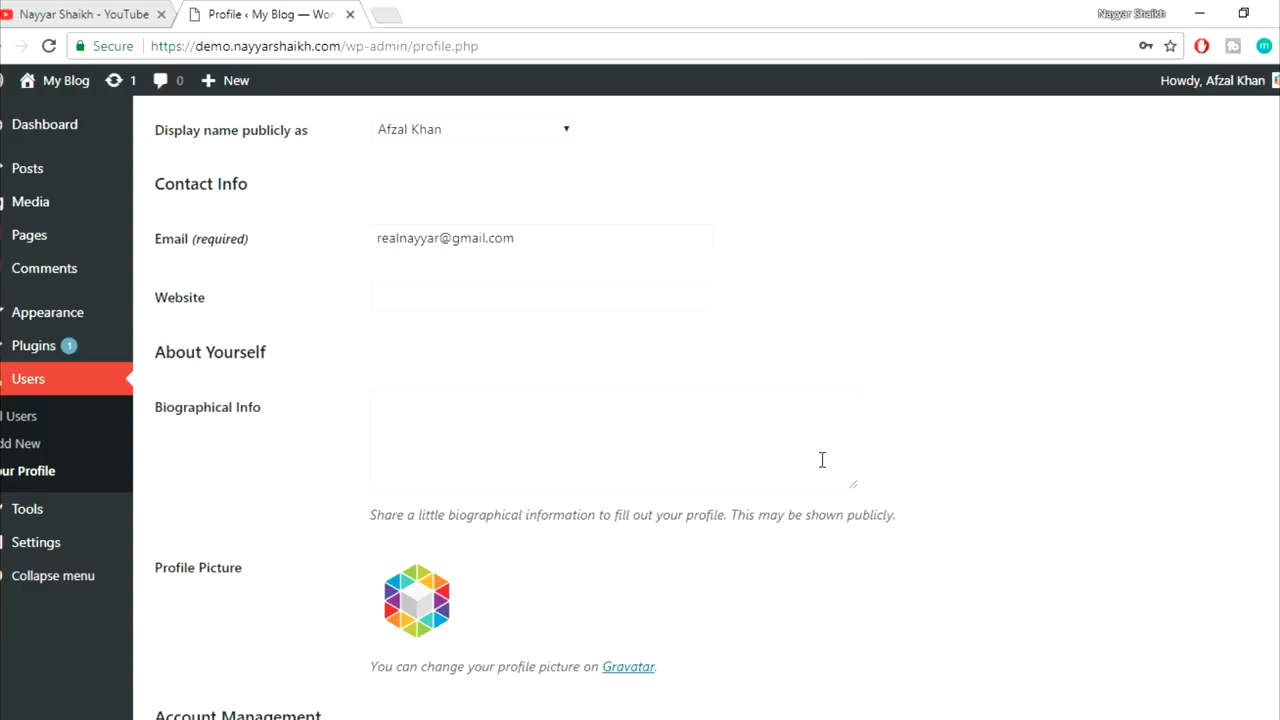 Nayyar Shaikh - YouTube
Profile ‹ My Blog — Wor
Nayyar Shaikh
Secure
https://demo.nayyarshaikh.com/wp-admin/profile.php
My Blog 1 0 New
Howdy, Afzal Khan
Dashboard
Posts
Media
Pages
Comments
Appearance
Plugins 1
Users
l Users
dd New
our Profile
Tools
Settings
Collapse menu
Display name publicly as
Afzal Khan
Contact Info
Email (required)
realnayyar@gmail.com
Website
About Yourself
Biographical Info
Share a little biographical information to fill out your profile. This may be shown publicly.
Profile Picture
You can change your profile picture on Gravatar.
Account Management